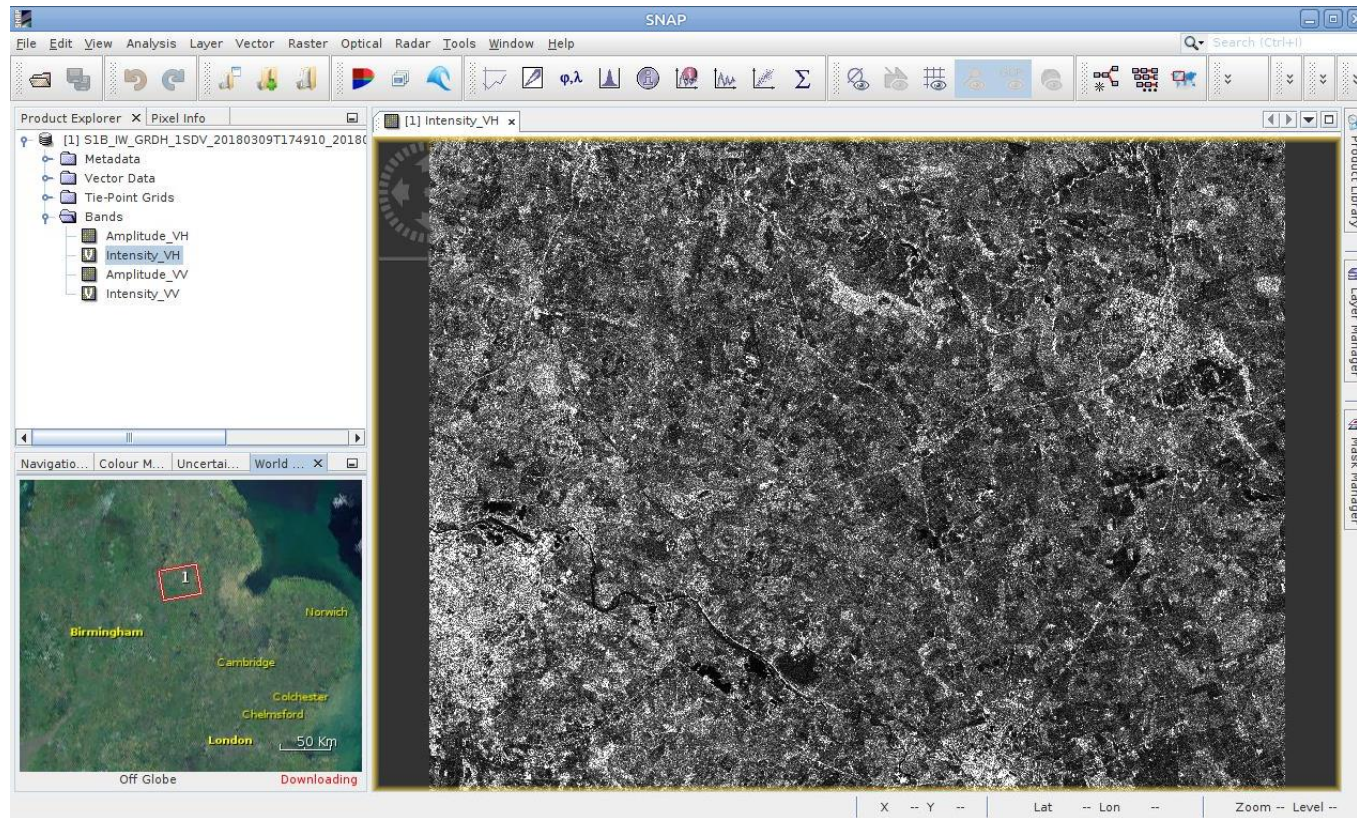 SNAP
File Edit View Analysis Layer Vector Raster Optical Radar Tools Window Help
Search (Ctrl+I)
φ,λ Σ
Product Explorer X Pixel Info
[1] Intensity_VH x
[1] S1B_IW_GRDH_1SDV_20180309T174910_2018
Metadata
Vector Data
Tie-Point Grids
Bands
Amplitude_VH
Intensity_VH
Amplitude_VV
Intensity_VV
Product Library
Layer Manager
Mask Manager
Navigatio... Colour M... Uncertai... World ... X
1
Norwich
Birmingham
Cambridge
Colchester
Chelmsford
London 50 Km
Off Globe Downloading
X -- Y -- Lat -- Lon -- Zoom -- Level --